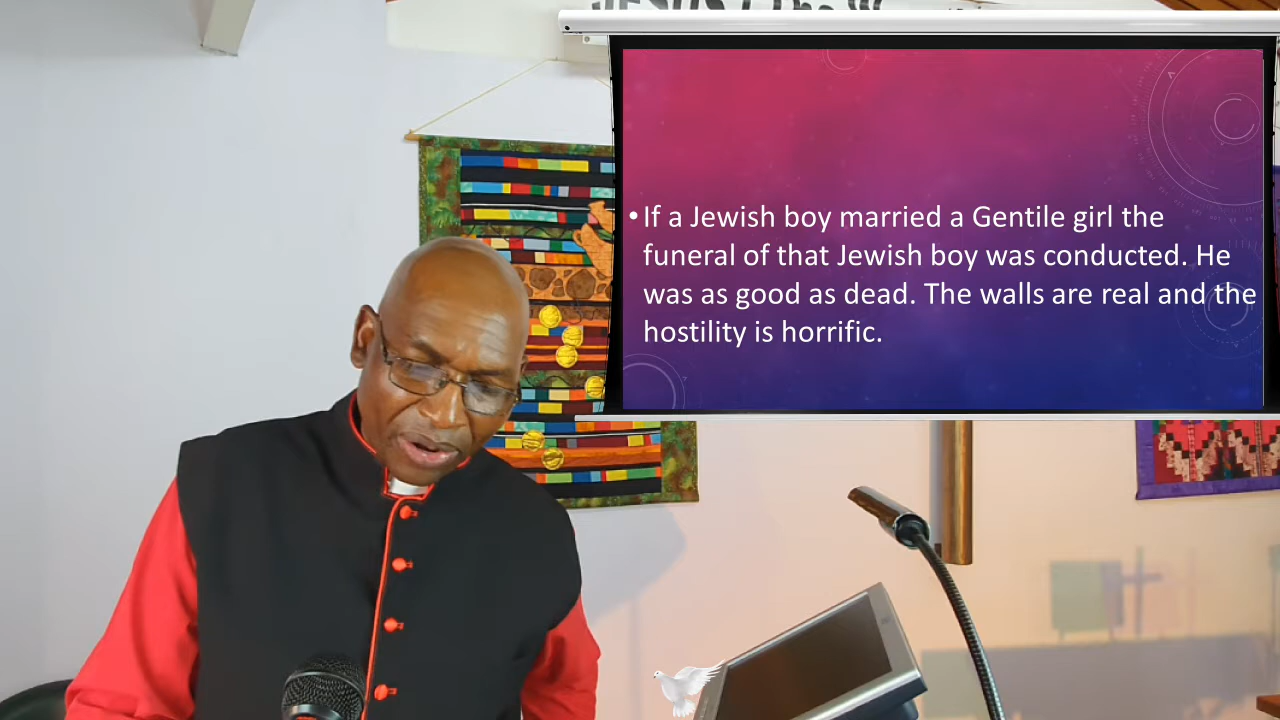 JESUS
• If a Jewish boy married a Gentile girl the
funeral of that Jewish boy was conducted. He
was as good as dead. The walls are real and the
hostility is horrific.